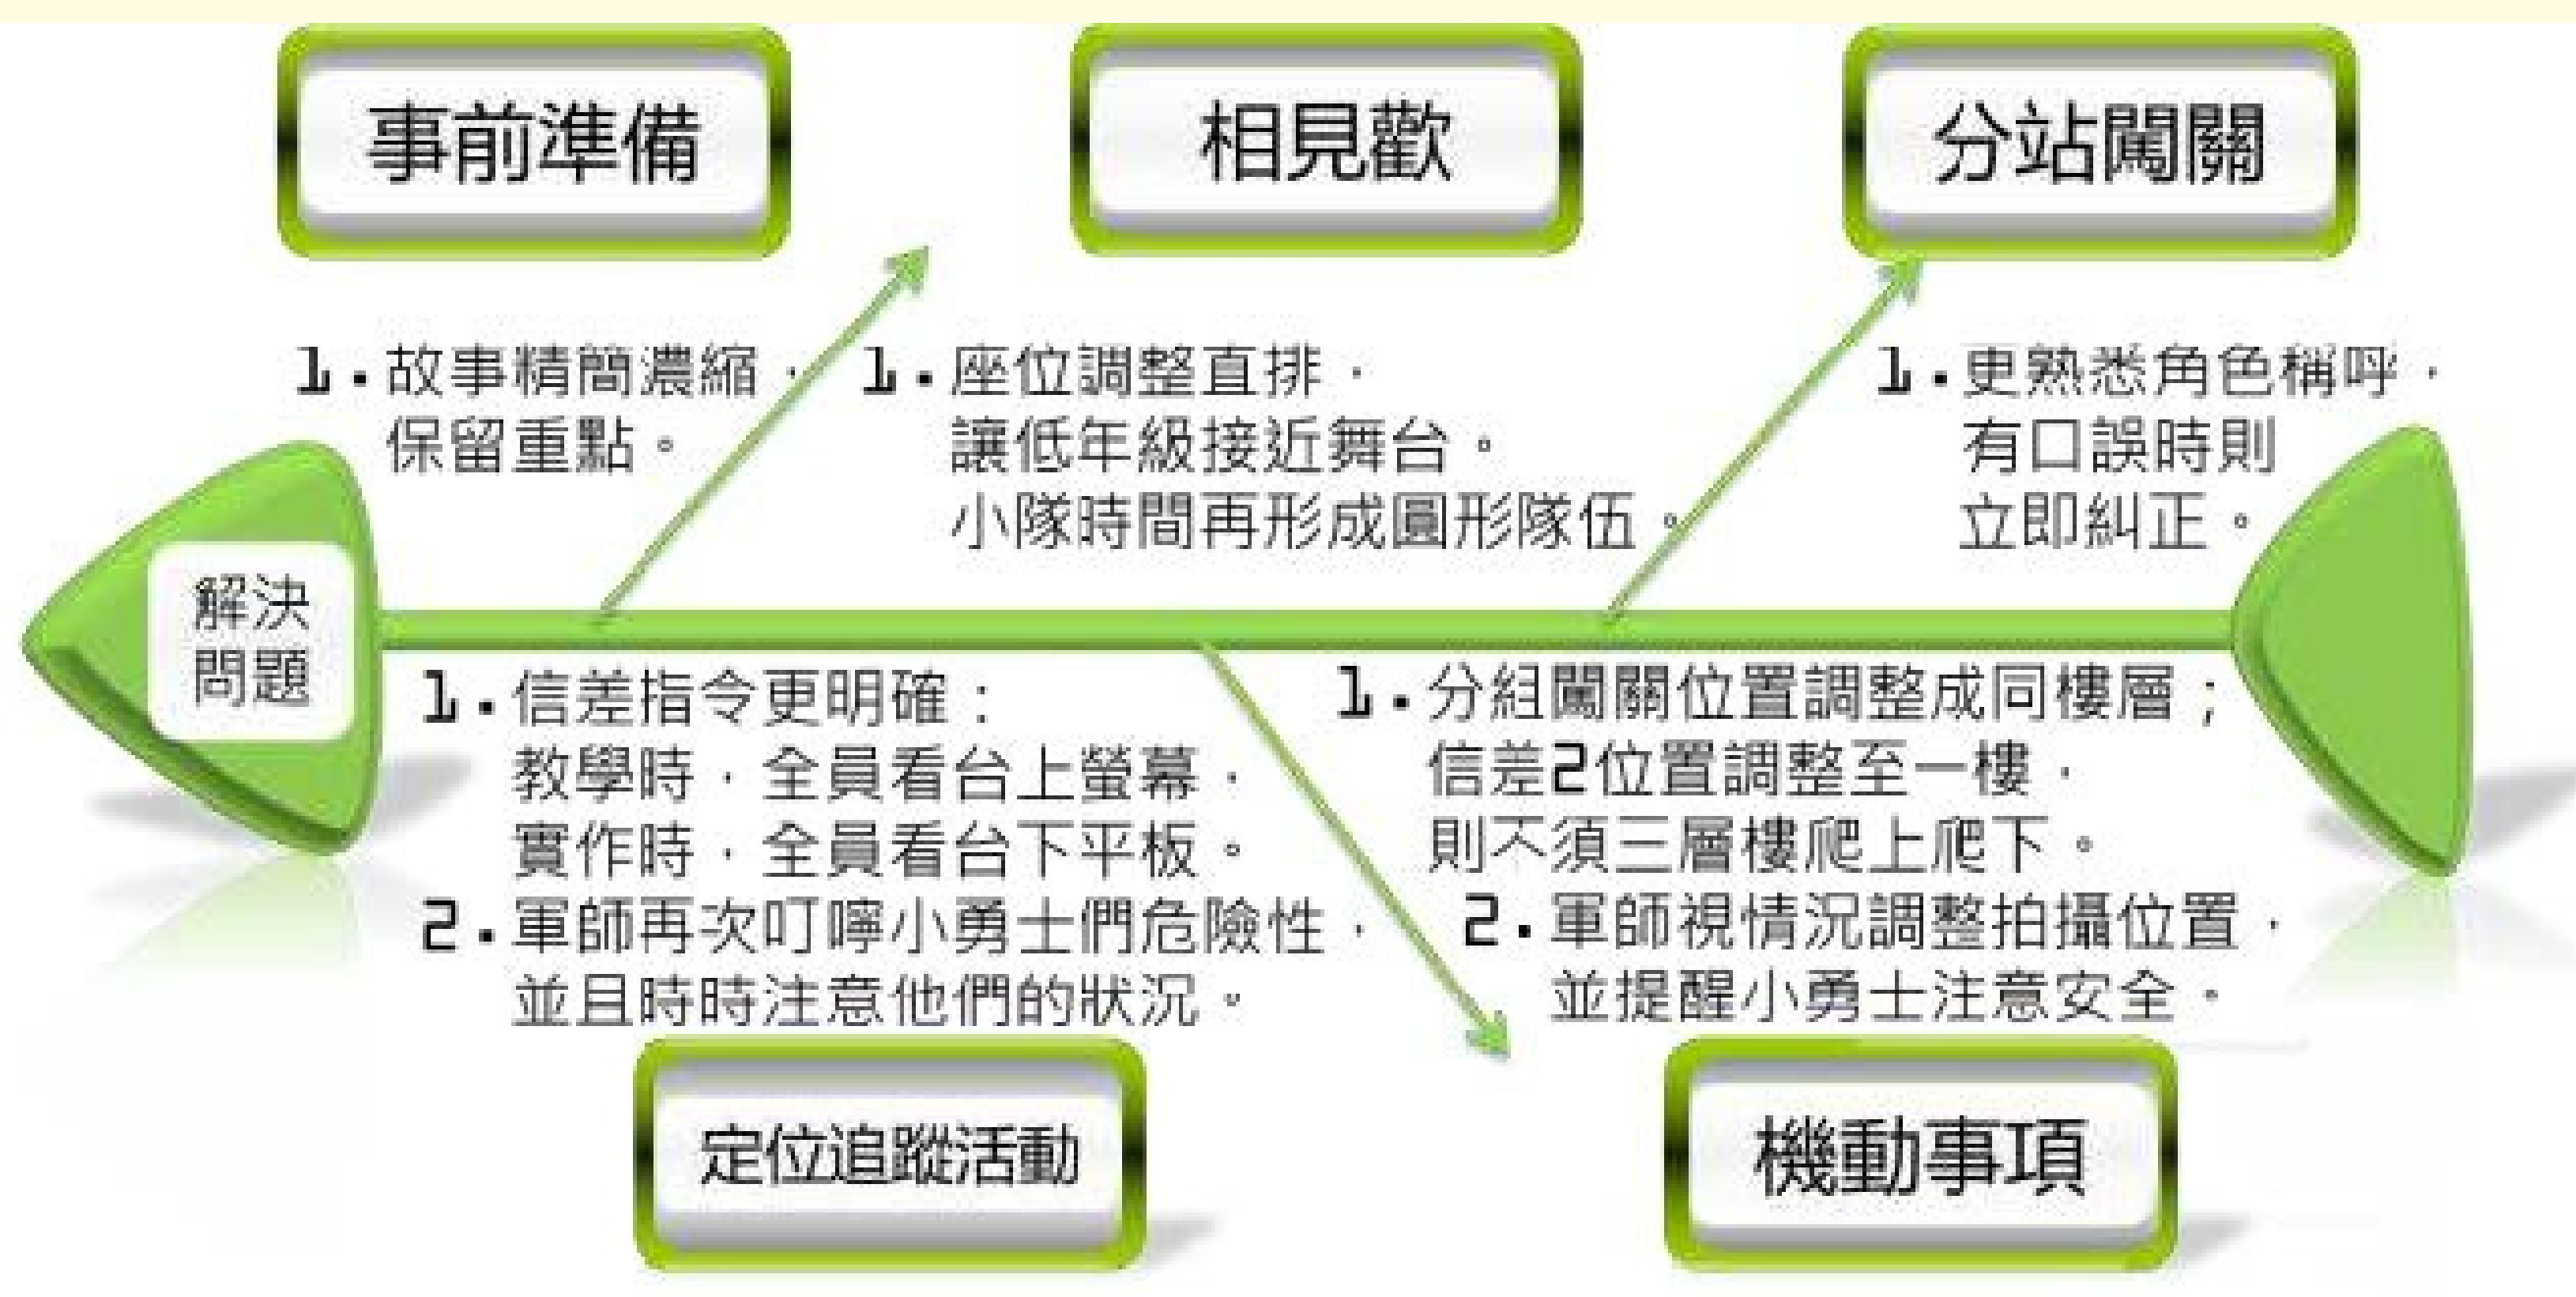 事前準備
相見歡
分站闖關
1.故事精簡濃縮，
保留重點。
1.座位調整直排，
讓低年級接近舞台。
小隊時間再形成圓形隊伍。
1.更熟悉角色稱呼，
有口誤時則
立即糾正。
解決
問題
1.信差指令更明確：
教學時，全員看台上螢幕，
實作時，全員看台下平板。
2.軍師再次叮嚀小勇士們危險性，
並且時時注意他們的狀況。
1.分組闖關位置調整成同樓層；
信差2位置調整至一樓，
則不須三層樓爬上爬下。
2.軍師視情況調整拍攝位置，
並提醒小勇士注意安全。
定位追蹤活動
機動事項